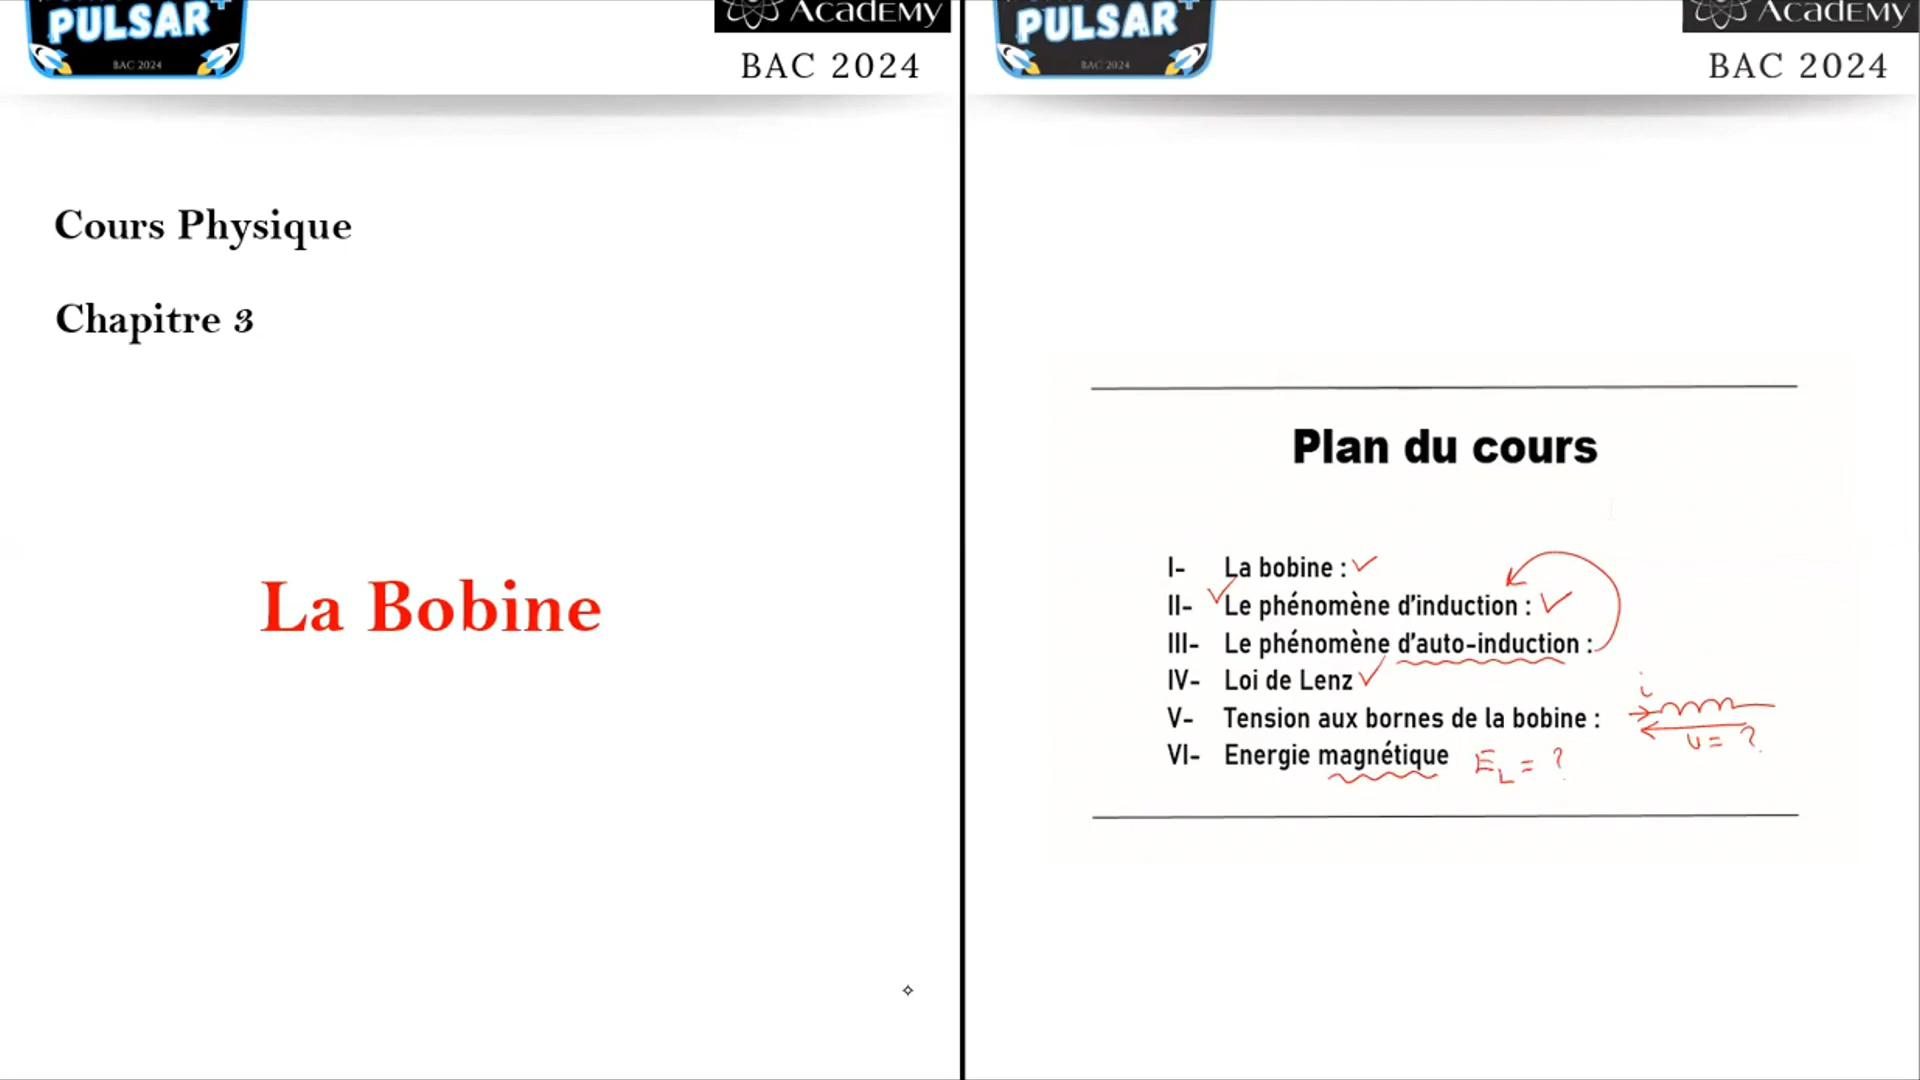 PULSAR
BAC 2024
AcadEMy
BAC 2024
Cours Physique
Chapitre 3
La Bobine
PULSAR
BAC 2024
AcadEMy
BAC 2024
Plan du cours
I- La bobine :
II- Le phénomène d'induction :
III- Le phénomène d'auto-induction :
IV- Loi de Lenz
V- Tension aux bornes de la bobine :
i
u = ?
VI- Energie magnétique E_L = ?